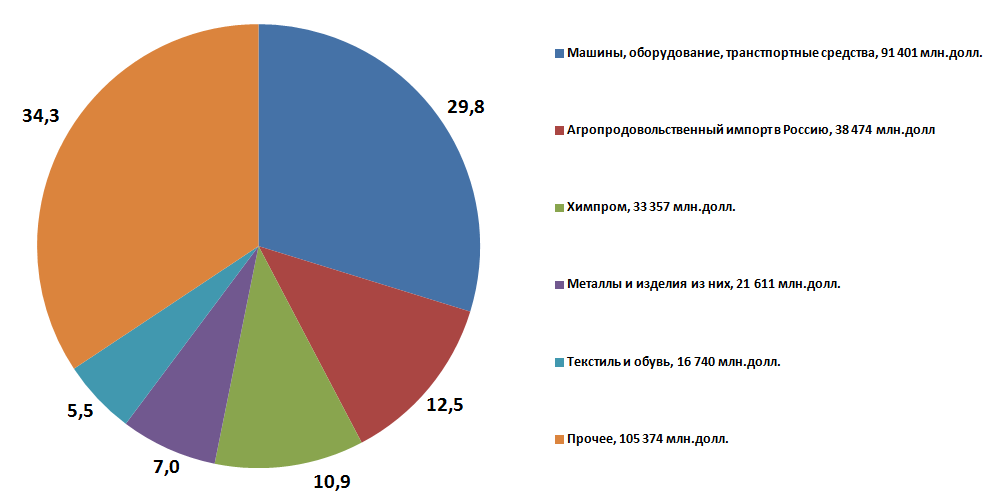 34,3
29,8
12,5
10,9
7,0
5,5
Машины, оборудование, транстпортные средства, 91 401 млн.долл.
Агропродовольственный импорт в Россию, 38 474 млн.долл
Химпром, 33 357 млн.долл.
Металлы и изделия из них, 21 611 млн.долл.
Текстиль и обувь, 16 740 млн.долл.
Прочее, 105 374 млн.долл.